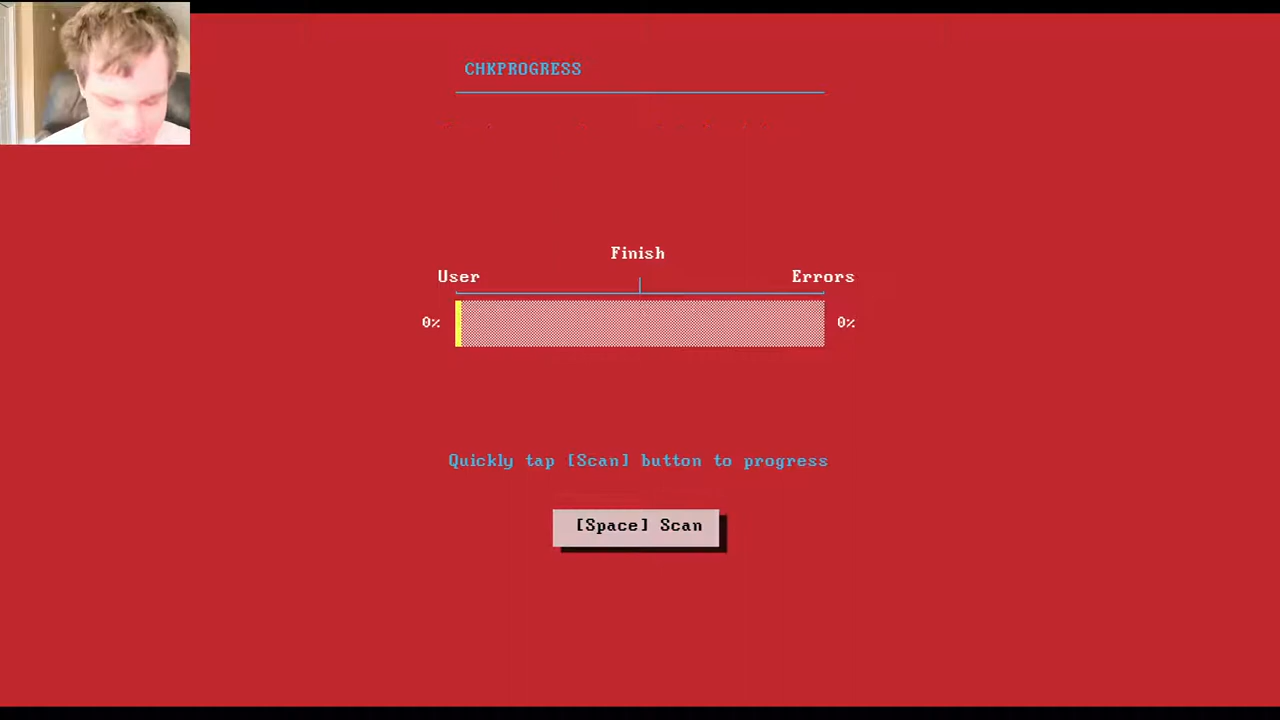 CHKPROGRESS
Finish
User Errors
0% 0%
Quickly tap [Scan] button to progress
[Space] Scan